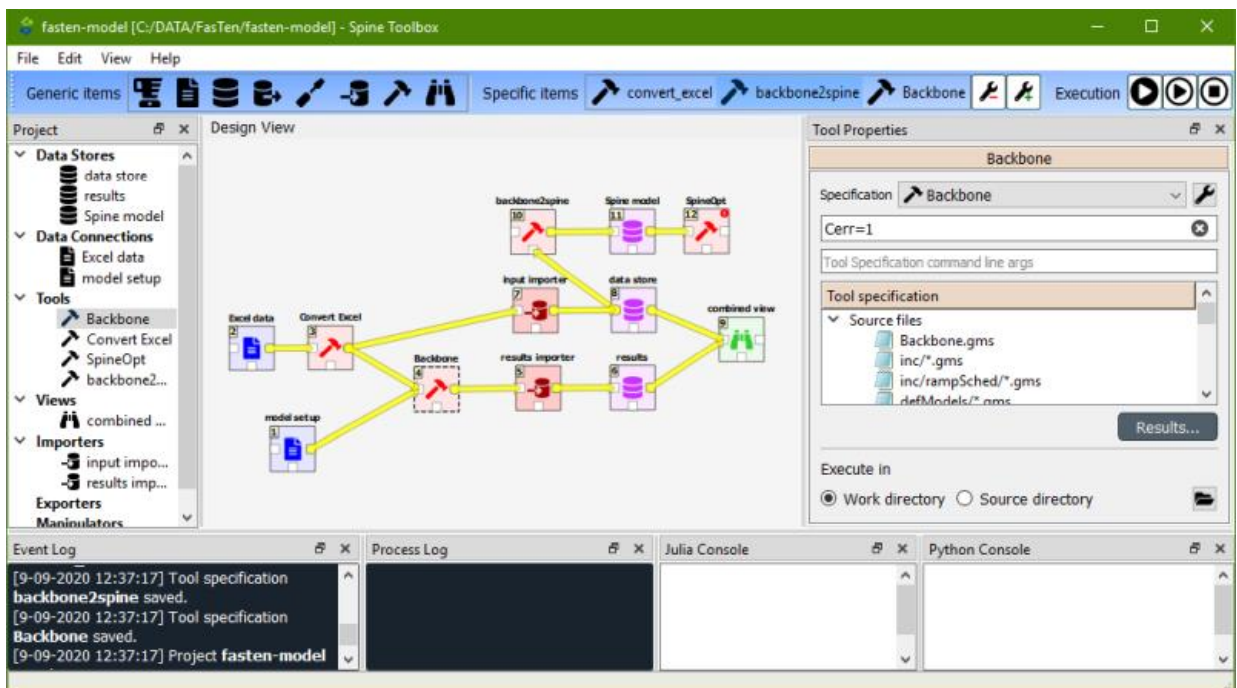 fasten-model [C:/DATA/FasTen/fasten-model] - Spine Toolbox
File Edit View Help
Generic items Specific items convert_excel backbone2spine Backbone Execution
Project
Data Stores
data store
results
Spine model
Data Connections
Excel data
model setup
Tools
Backbone
Convert Excel
SpineOpt
backbone2...
Views
combined ...
Importers
input impo...
results imp...
Exporters
Manipulators
Design View
backbone2spine Spine model SpineOpt
10 11 12
input importer data store
7 8
combined view
9
Excel data Convert Excel
2 3
Backbone results importer results
4 5 6
model setup
1
Tool Properties
Backbone
Specification Backbone
Cerr=1
Tool Specification command line args
Tool specification
Source files
Backbone.gms
inc/*.gms
inc/rampSched/*.gms
defModels/*.gms
Results...
Execute in
Work directory Source directory
Event Log
[9-09-2020 12:37:17] Tool specification
backbone2spine saved.
[9-09-2020 12:37:17] Tool specification
Backbone saved.
[9-09-2020 12:37:17] Project fasten-model
Process Log
Julia Console
Python Console